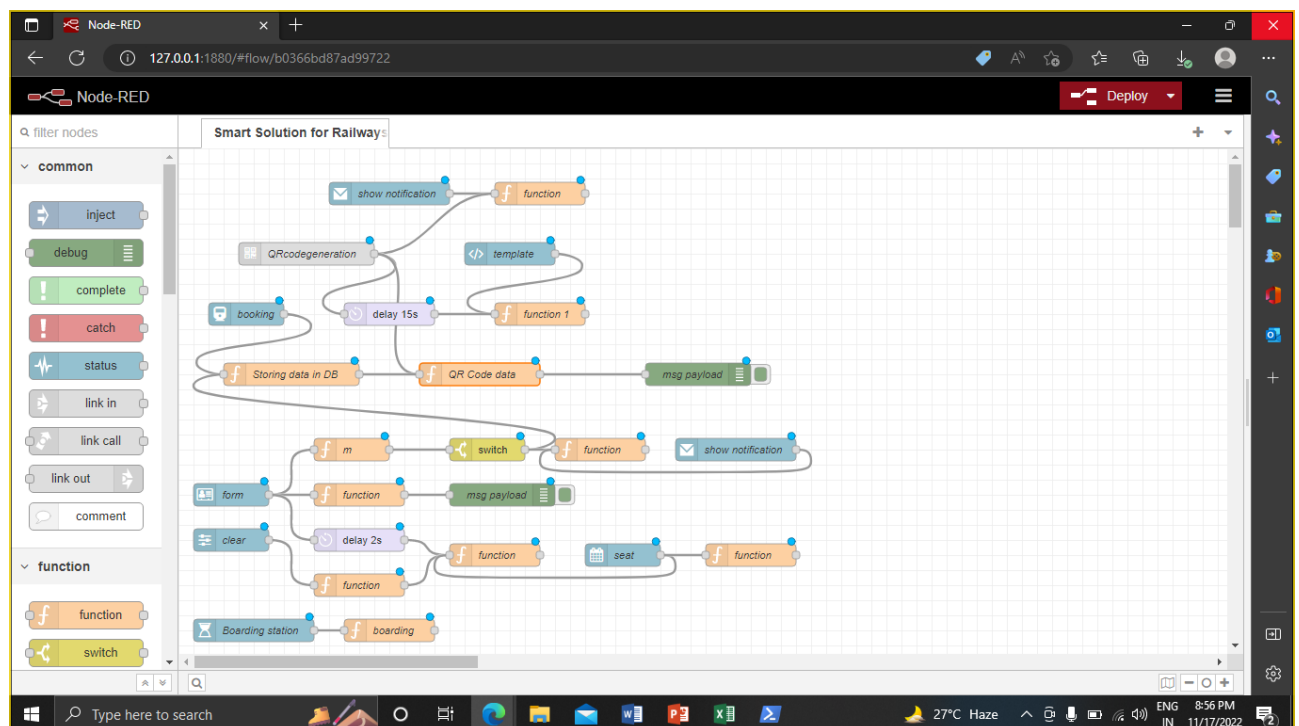 Node-RED
127.0.0.1:1880/#flow/b0366bd87ad99722
Node-RED
Deploy
filter nodes
Smart Solution for Railways
common
inject
debug
complete
catch
status
link in
link call
link out
comment
function
function
switch
show notification
function
QRcodegeneration
template
booking
delay 15s
function 1
Storing data in DB
QR Code data
msg payload
m
switch
function
show notification
form
function
msg payload
clear
delay 2s
function
seat
function
function
Boarding station
boarding
Type here to search
27°C Haze
ENG
IN
8:56 PM
11/17/2022